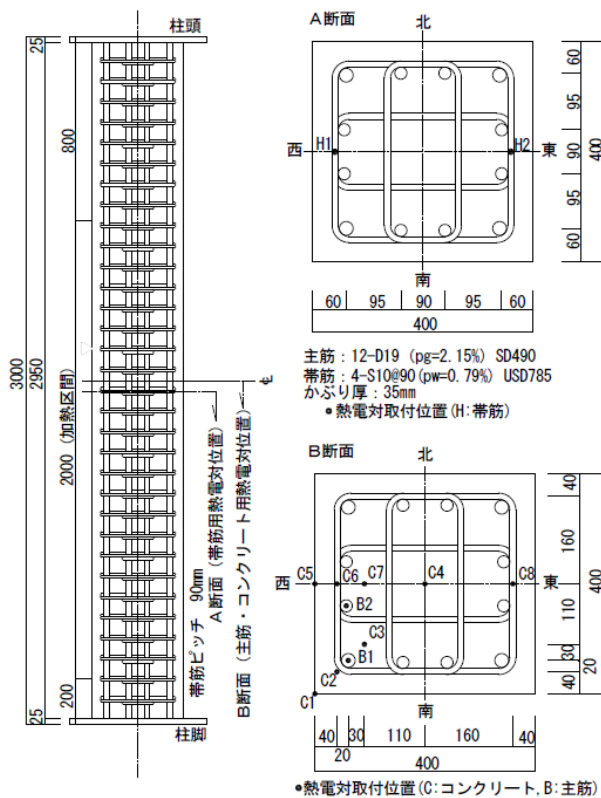 柱頭
25
800
3000
2950
2000 (加熱区間)
℄
A断面 (帯筋用熱電対位置)
B断面 (主筋・コンクリート用熱電対位置)
帯筋ピッチ 90mm
200
25
柱脚
A断面
北
西
H1
H2
東
南
60
95
90
95
60
400
60
95
90
95
60
400
主筋：12-D19 (pg=2.15%) SD490
帯筋：4-S10@90(pw=0.79%) USD785
かぶり厚：35mm
●熱電対取付位置(H:帯筋)
B断面
北
西
C5
C6
C7
C4
C8
東
B2
C3
B1
C2
C1
南
40
160
110
30
20
40
400
40
20
30
110
160
40
400
●熱電対取付位置(C:コンクリート, B:主筋)